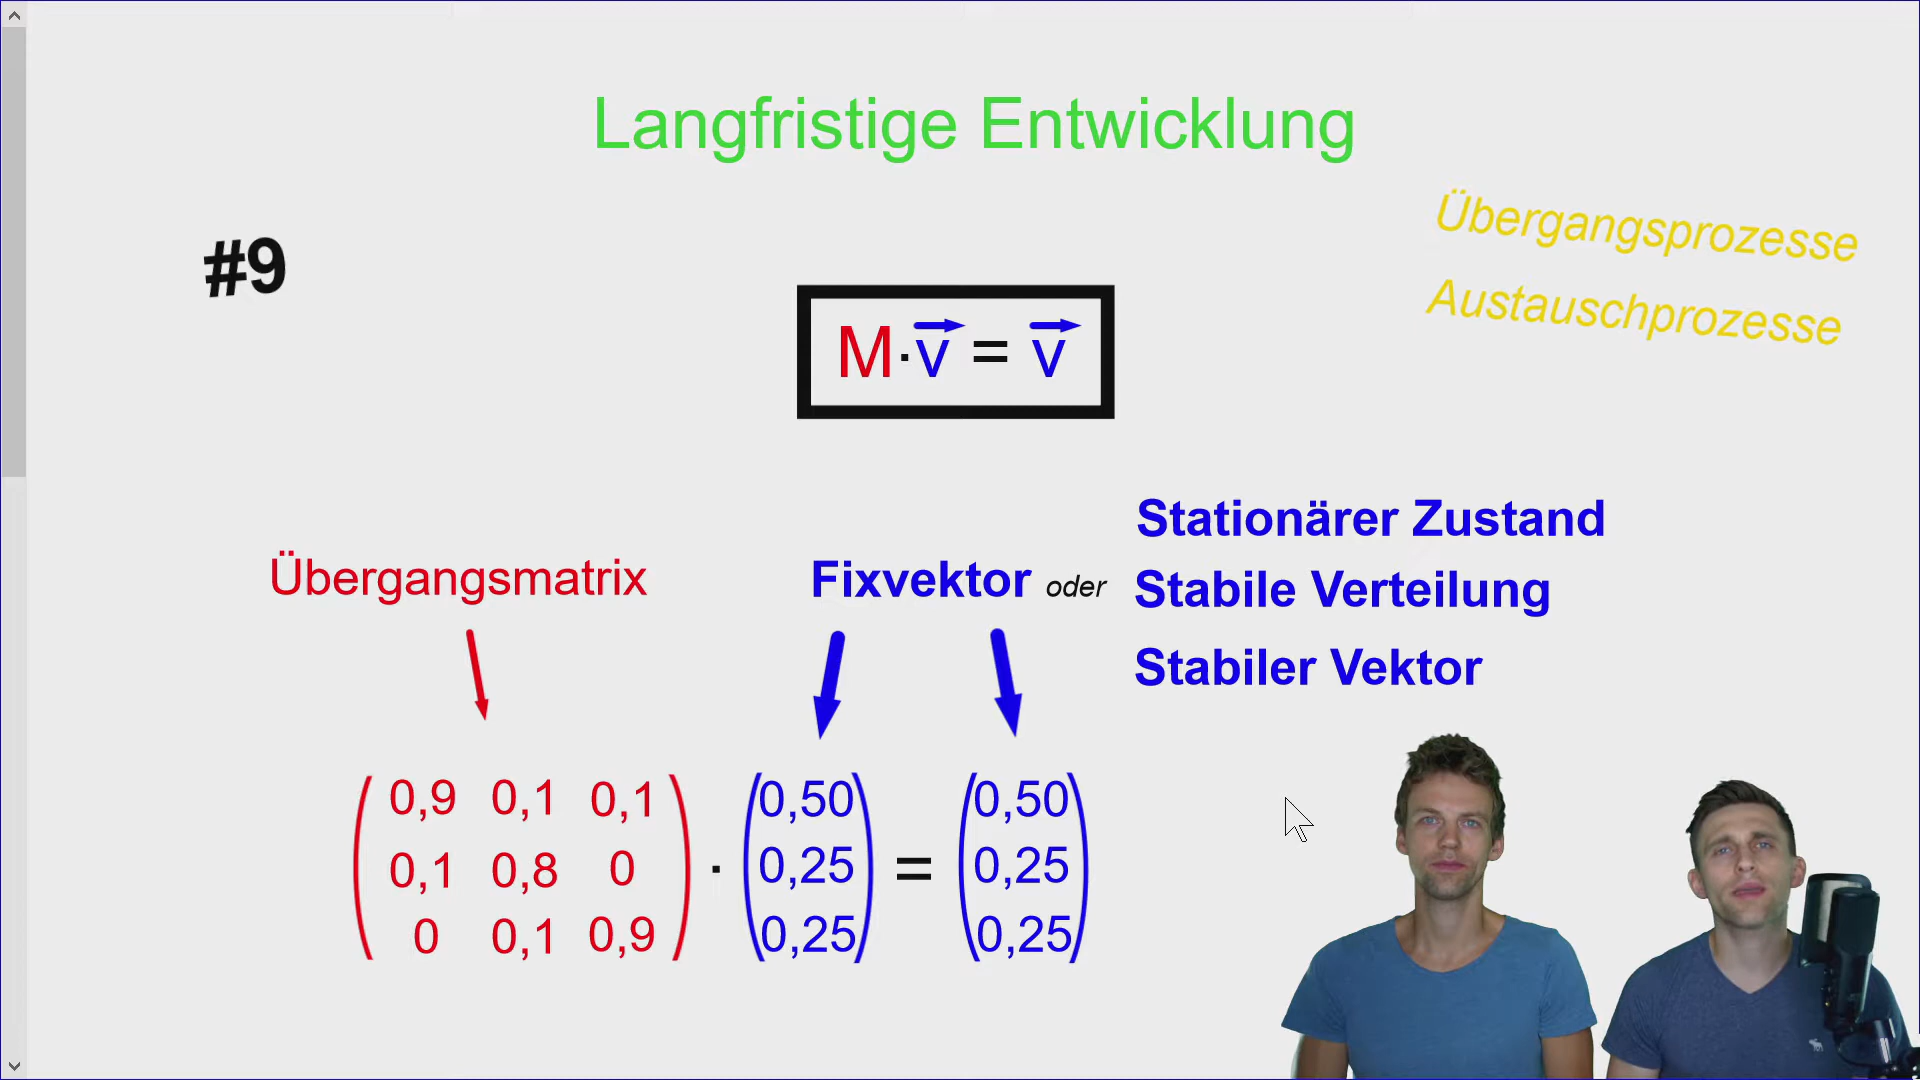 Langfristige Entwicklung
#9
Übergangsprozesse
Austauschprozesse
M·v = v
Stationärer Zustand
Übergangsmatrix Fixvektor oder Stabile Verteilung
Stabiler Vektor
0,9 0,1 0,1 0,50 0,50
0,1 0,8 0 · 0,25 = 0,25
0 0,1 0,9 0,25 0,25